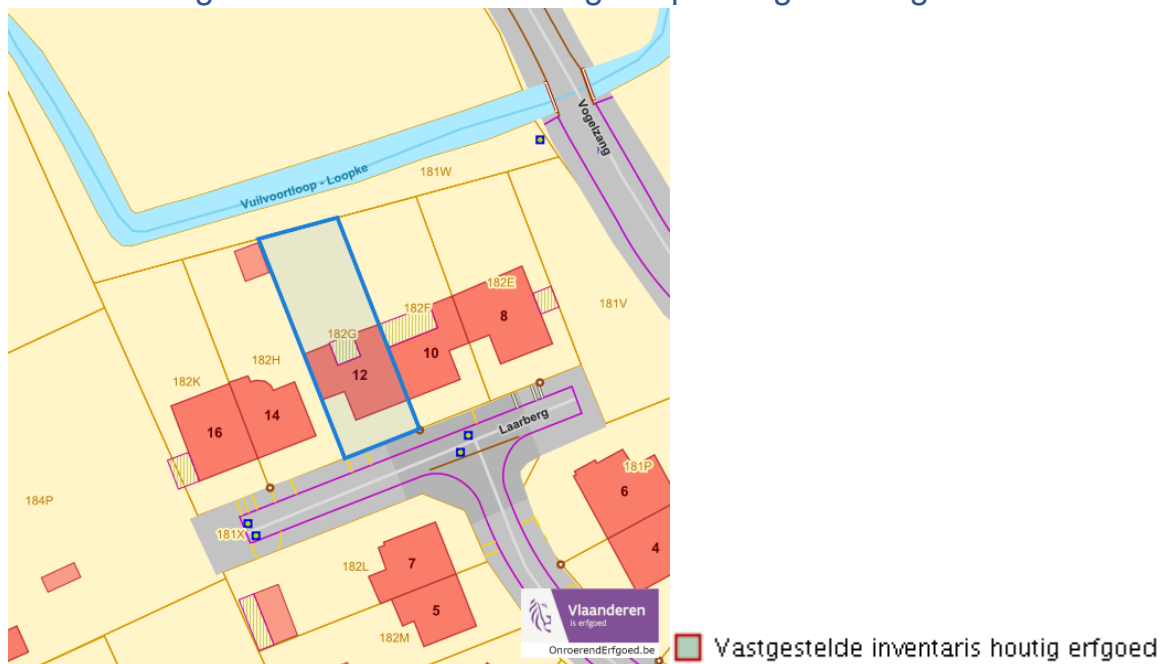 Vogelzang
Vuilvoortloop - Loopke
181W
182E
181V
182F
8
182G
10
182H
12
182K
14
16
Laarberg
181P
6
184P
181X
4
7
182L
5
182M
Vlaanderen
is erfgoed
OnroerendErfgoed.be
Vastgestelde inventaris houtig erfgoed